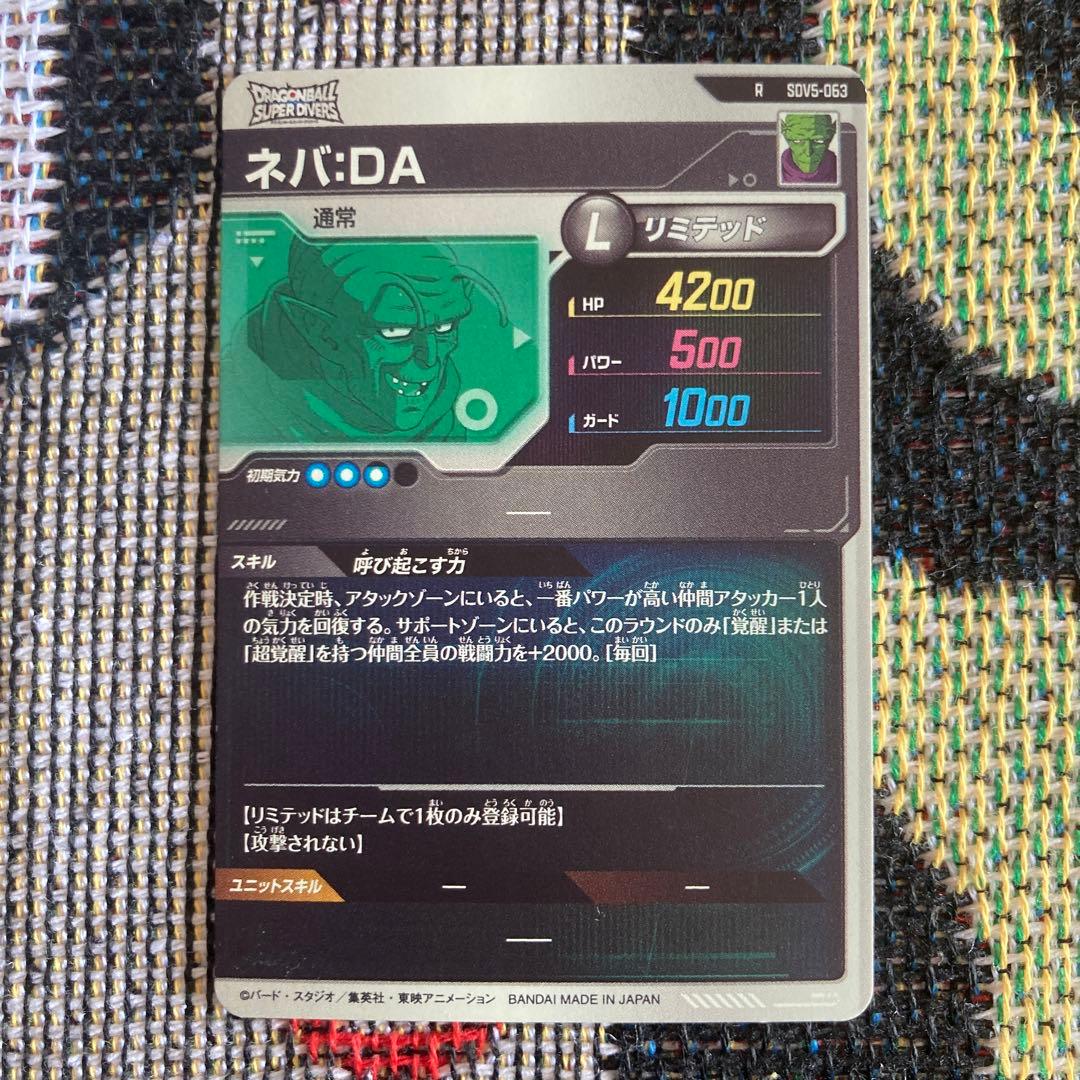 DRAGONBALL
SUPER DIVERS
R SDV5-063
ネバ:DA
通常
L リミテッド
HP 4200
パワー 500
ガード 1000
初期気力
スキル 呼び起こす力
作戦決定時、アタックゾーンにいると、一番パワーが高い仲間アタッカー1人
の気力を回復する。サポートゾーンにいると、このラウンドのみ「覚醒」または
「超覚醒」を持つ仲間全員の戦闘力を+2000。[毎回]
【リミテッドはチームで1枚のみ登録可能】
【攻撃されない】
ユニットスキル — —
—
©バード・スタジオ／集英社・東映アニメーション BANDAI MADE IN JAPAN